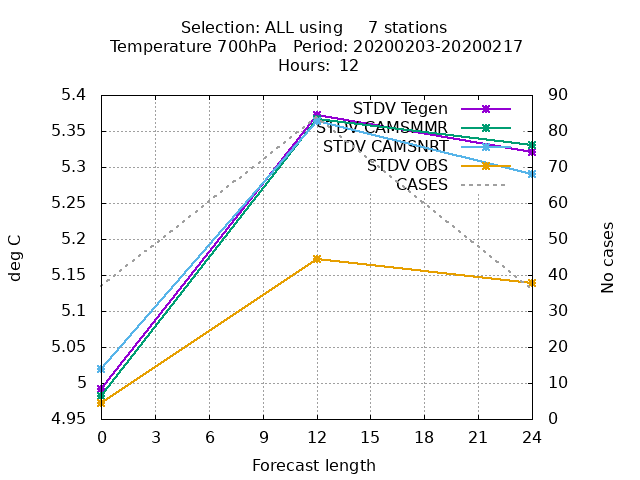 Selection: ALL using     7 stations
Temperature 700hPa   Period: 20200203-20200217
Hours:  12
5.4
5.35
5.3
5.25
5.2
5.15
5.1
5.05
5
4.95
deg C
90
80
70
60
50
40
30
20
10
0
No cases
STDV Tegen
STDV CAMSMMR
STDV CAMSNRT
STDV OBS
CASES
0 3 6 9 12 15 18 21 24
Forecast length